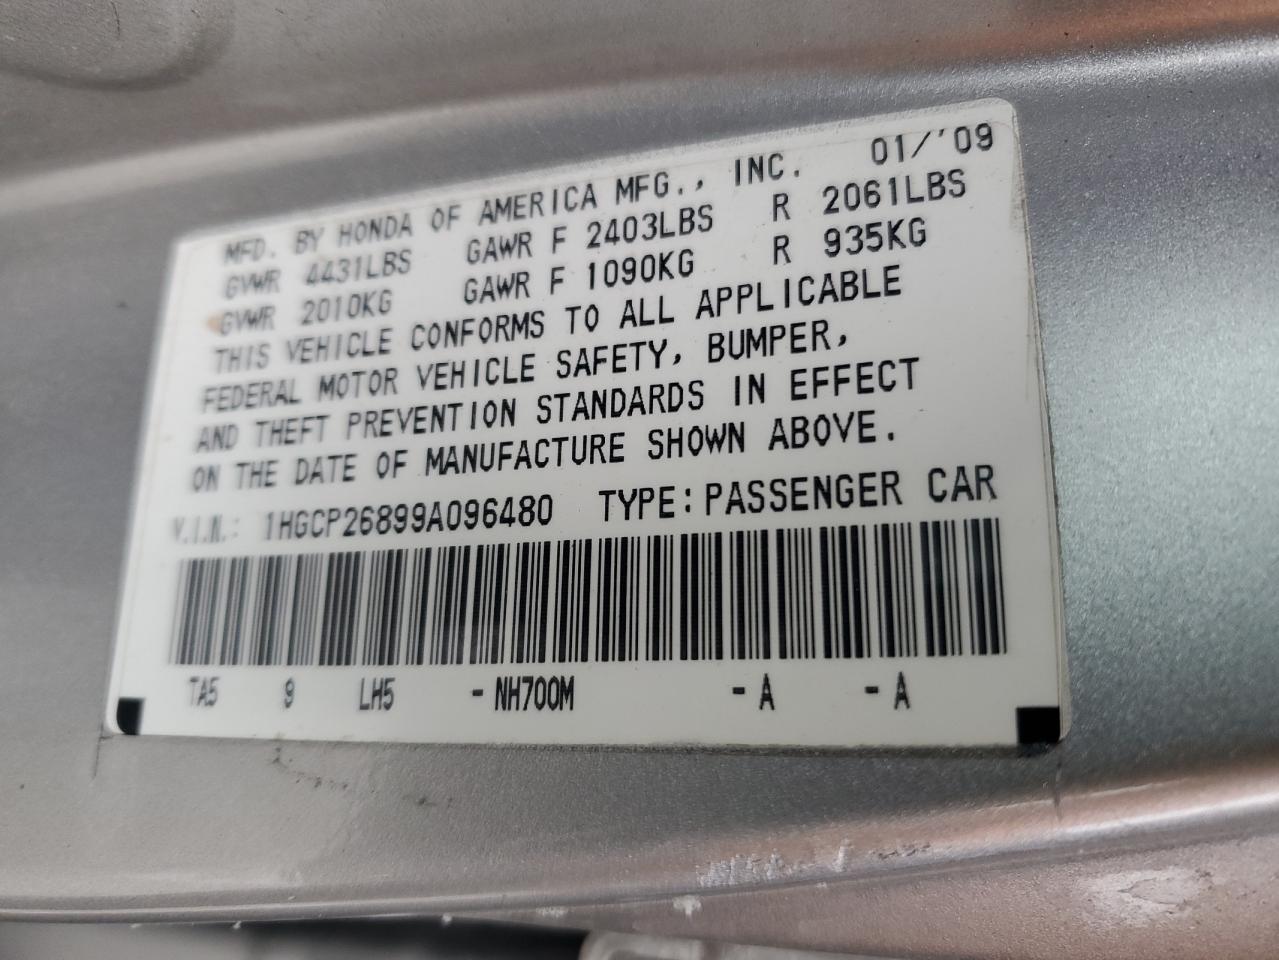 MFD. BY HONDA OF AMERICA MFG., INC. 01/'09
GVWR 4431LBS GAWR F 2403LBS R 2061LBS
GVWR 2010KG GAWR F 1090KG R 935KG
THIS VEHICLE CONFORMS TO ALL APPLICABLE
FEDERAL MOTOR VEHICLE SAFETY, BUMPER,
AND THEFT PREVENTION STANDARDS IN EFFECT
ON THE DATE OF MANUFACTURE SHOWN ABOVE.
V.I.N.: 1HGCP26899A096480 TYPE: PASSENGER CAR
TA5 9 LH5 - NH700M - A - A